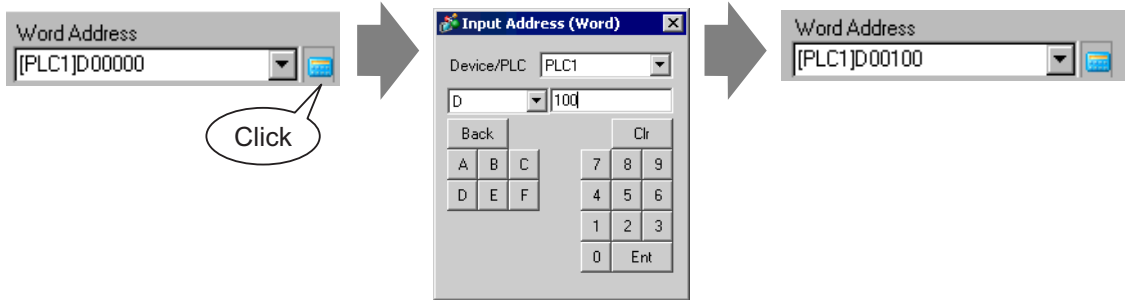 Word Address
[PLC1]D00000
Click
Input Address (Word)
Device/PLC PLC1
D 100
Back Clr
A B C 7 8 9
D E F 4 5 6
1 2 3
0 Ent
Word Address
[PLC1]D00100